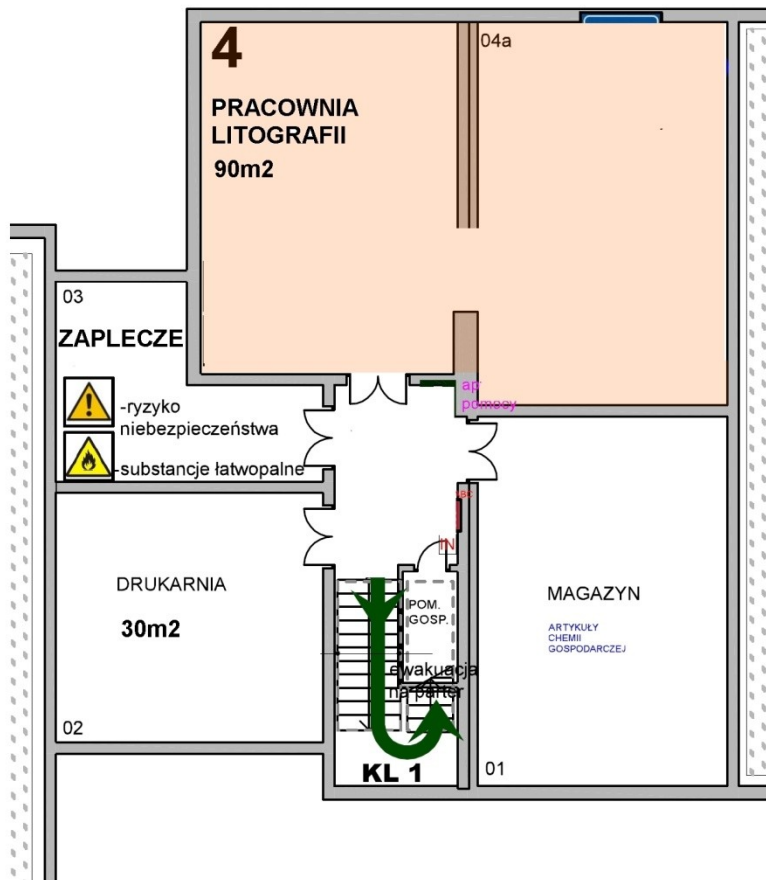 4
04a
PRACOWNIA
LITOGRAFII
90m2
03
ZAPLECZE
-ryzyko
niebezpieczeństwa
-substancje łatwopalne
ap
pomocy
IN
DRUKARNIA
30m2
02
POM.
GOSP.
ewakuacja
na parter
KL 1
MAGAZYN
ARTYKUŁY
CHEMII
GOSPODARCZEJ
01